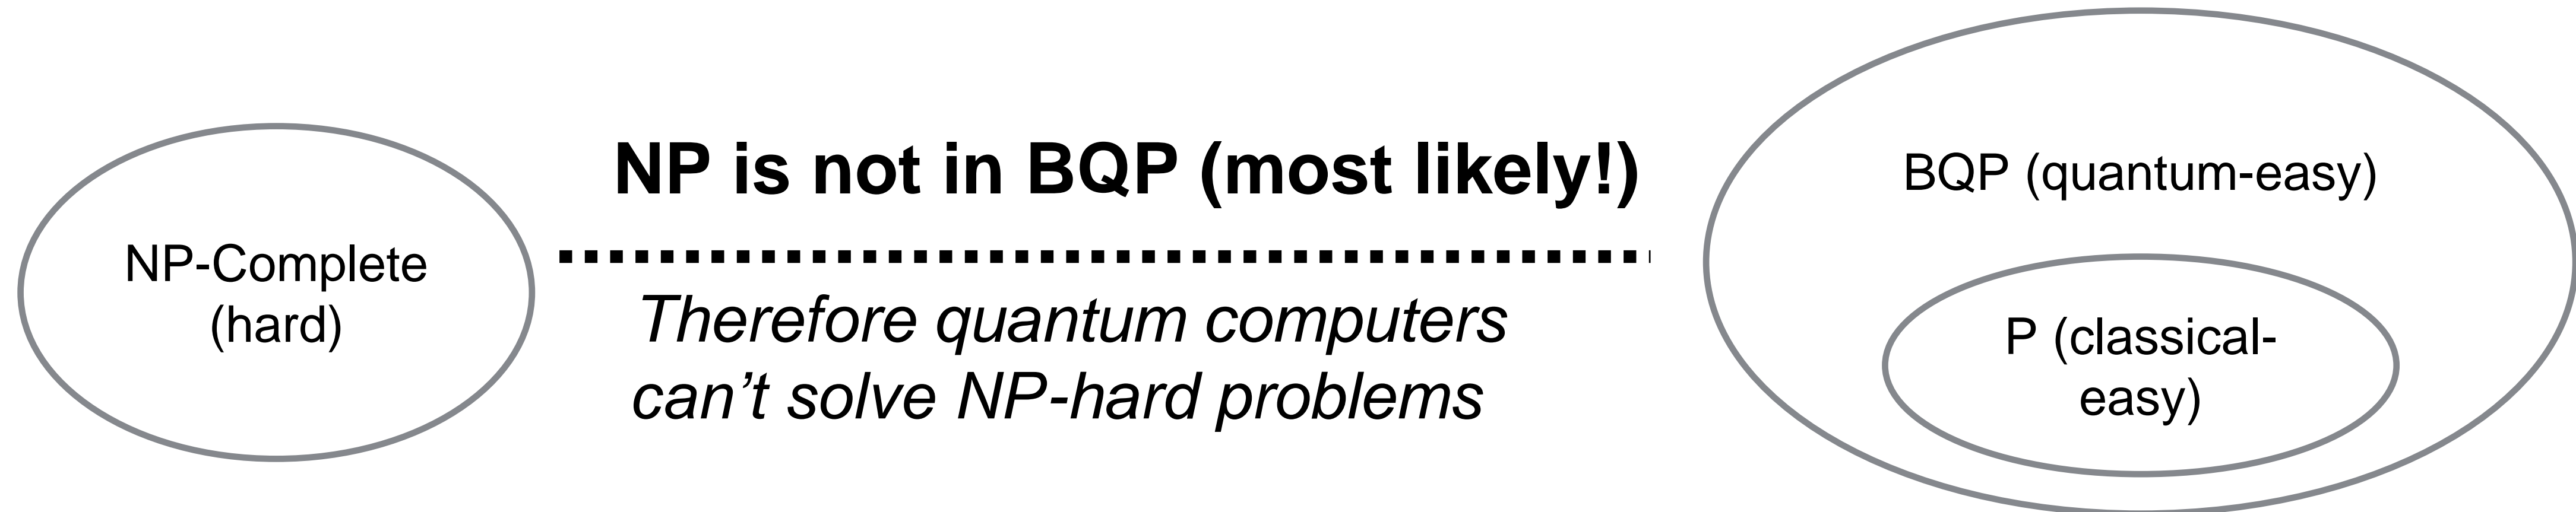 NP-Complete
(hard)
NP is not in BQP (most likely!)
Therefore quantum computers
can’t solve NP-hard problems
BQP (quantum-easy)
P (classical-
easy)